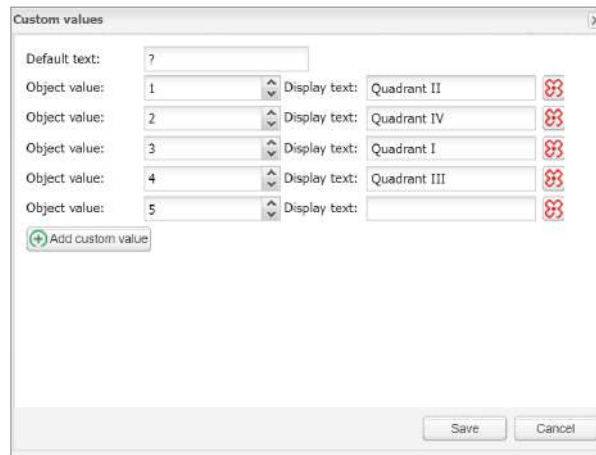 Custom values
Default text: ?
Object value: 1 Display text: Quadrant II
Object value: 2 Display text: Quadrant IV
Object value: 3 Display text: Quadrant I
Object value: 4 Display text: Quadrant III
Object value: 5 Display text:
Add custom value
Save Cancel